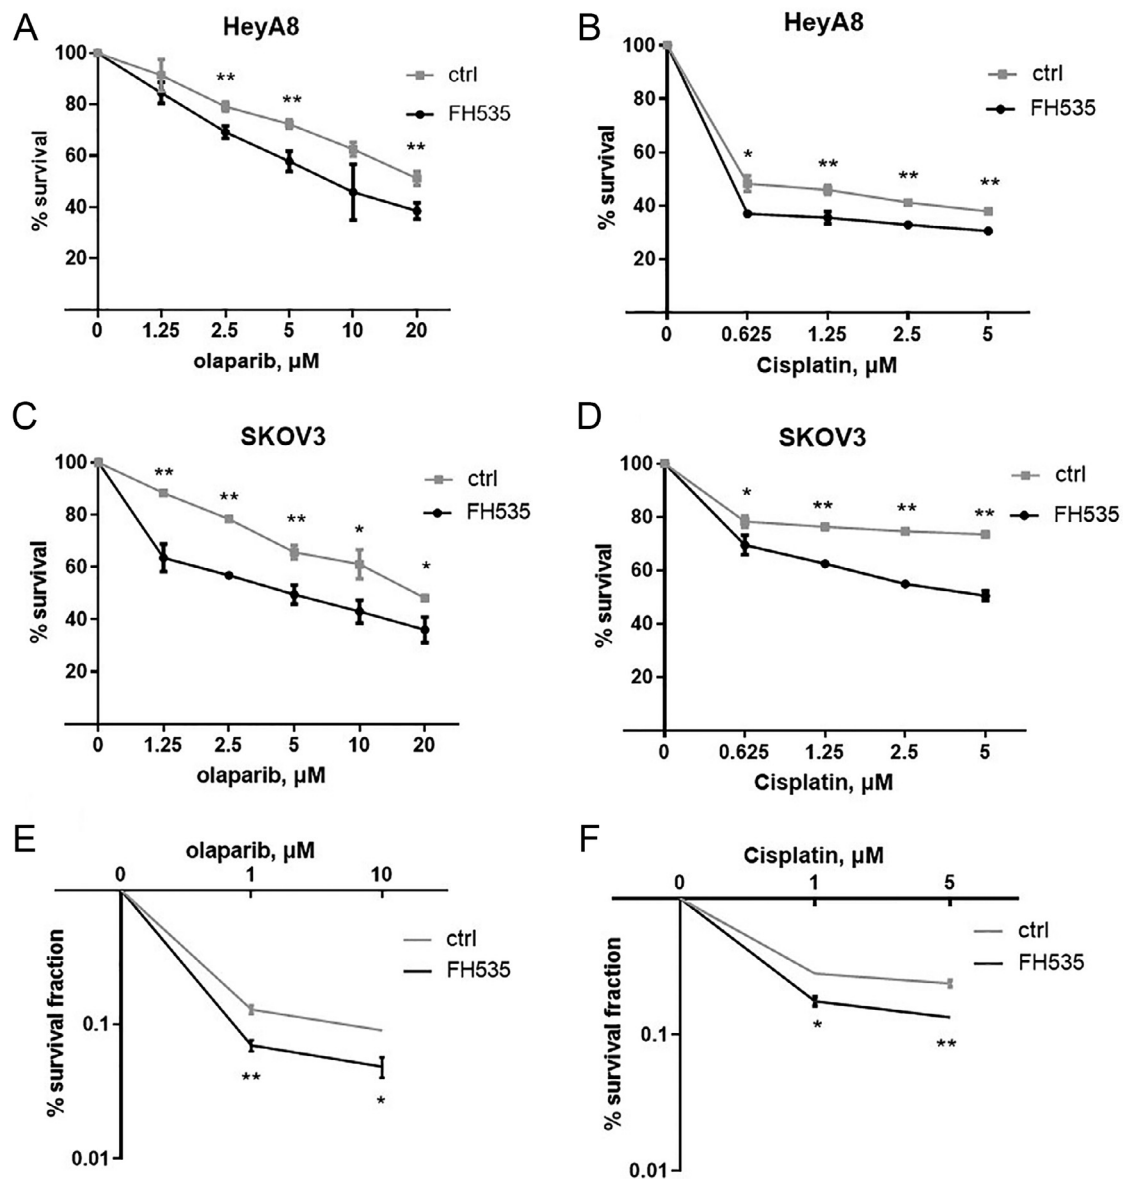 A
HeyA8
100
80
60
40
20
% survival
** ** **
ctrl
FH535
0 1.25 2.5 5 10 20
olaparib, µM
B
HeyA8
100
80
60
40
20
% survival
* ** ** **
ctrl
FH535
0 0.625 1.25 2.5 5
Cisplatin, µM
C
SKOV3
100
80
60
40
20
% survival
** ** ** * *
ctrl
FH535
0 1.25 2.5 5 10 20
olaparib, µM
D
SKOV3
100
80
60
40
20
% survival
* ** ** **
ctrl
FH535
0 0.625 1.25 2.5 5
Cisplatin, µM
E
olaparib, µM
0 1 10
ctrl
FH535
% survival fraction
0.1
** *
0.01
F
Cisplatin, µM
0 1 5
ctrl
FH535
% survival fraction
0.1
* **
0.01